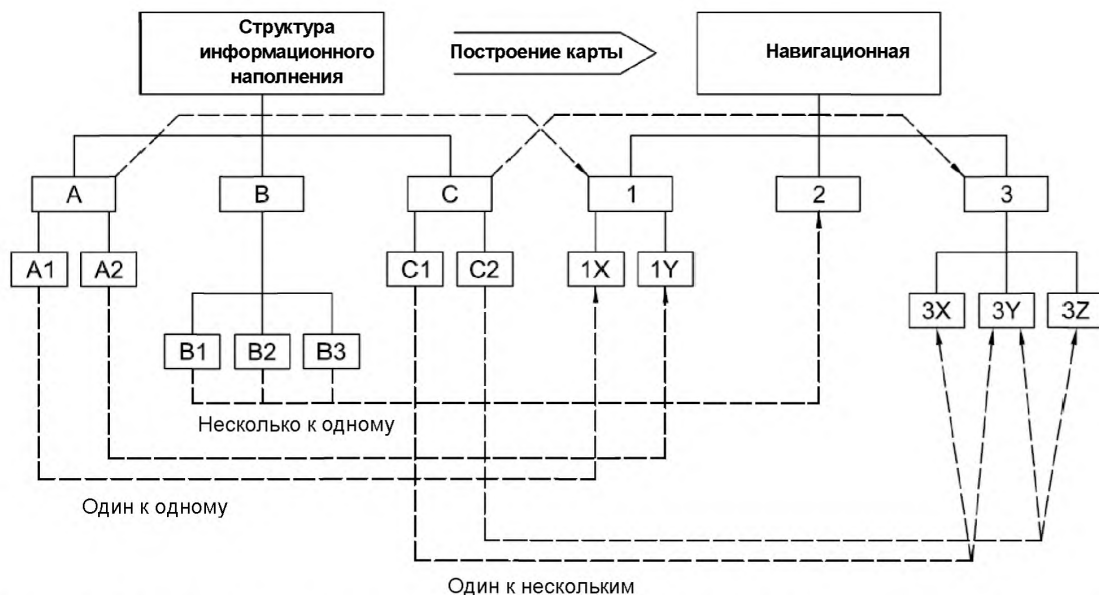 Структура
информационного
наполнения
Построение карты
Навигационная
A
B
C
1
2
3
A1
A2
C1
C2
1X
1Y
3X
3Y
3Z
B1
B2
B3
Несколько к одному
Один к одному
Один к нескольким